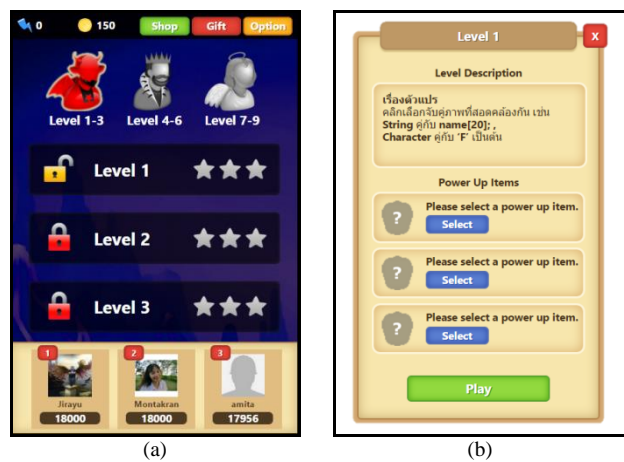 0 150 Shop Gift Option
Level 1-3 Level 4-6 Level 7-9
Level 1
Level 2
Level 3
1 2 3
Jirayu Montakran amita
18000 18000 17956
(a)
Level 1 X
Level Description
เรื่องตัวแปร
คลิกเลือกจับคู่ภาพที่สอดคล้องกัน เช่น
String คู่กับ name[20]; ,
Character คู่กับ 'F' เป็นต้น
Power Up Items
? Please select a power up item.
Select
? Please select a power up item.
Select
? Please select a power up item.
Select
Play
(b)